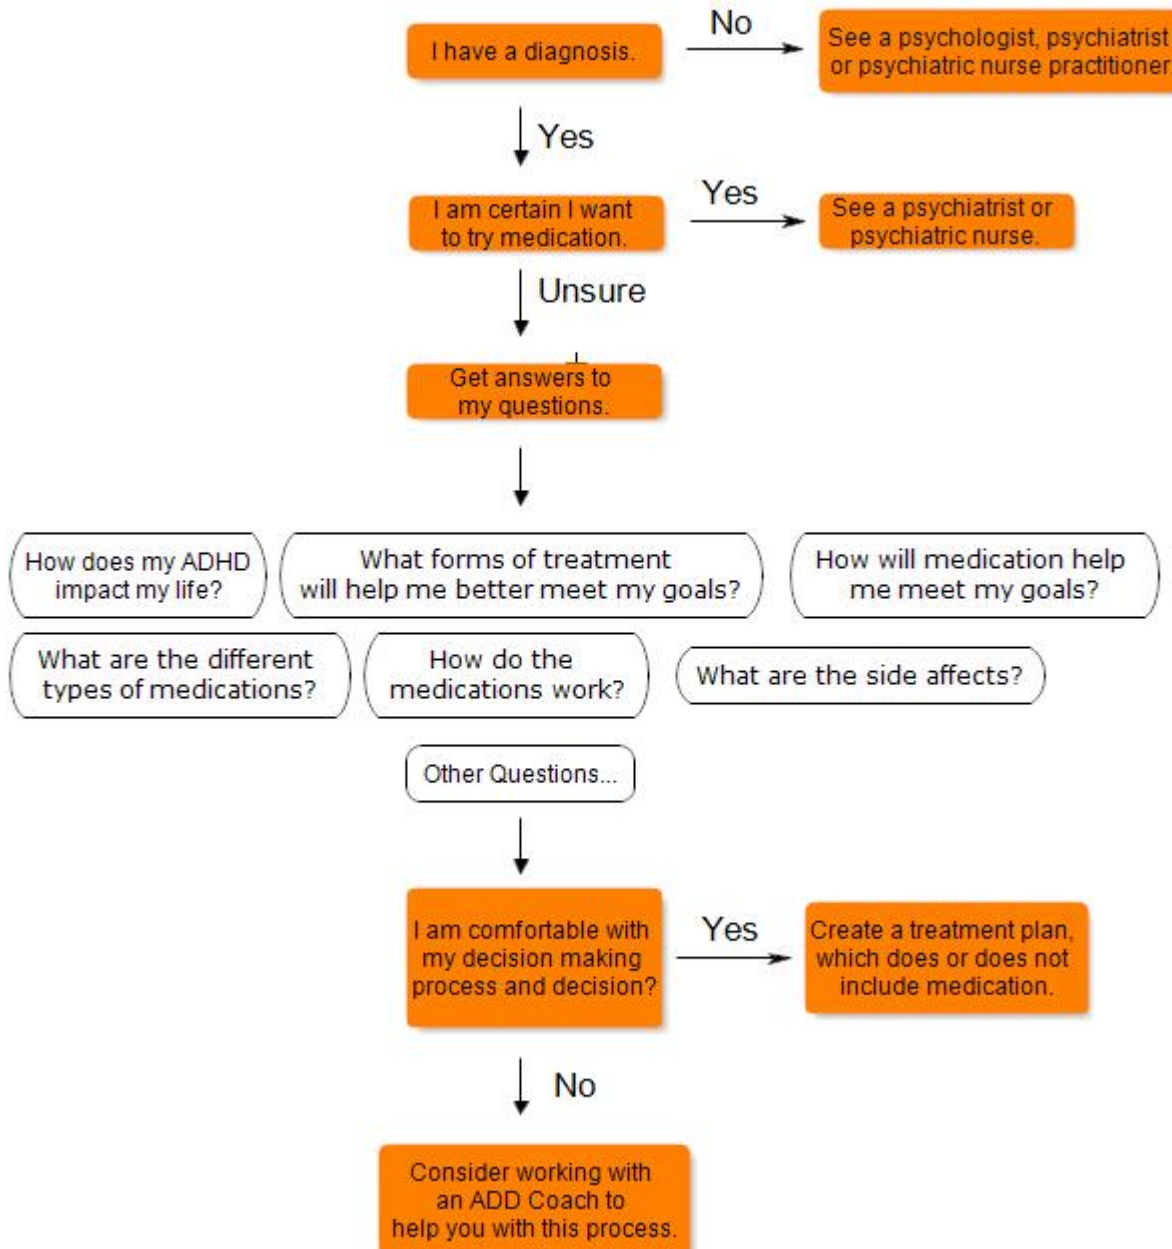 I have a diagnosis.
No
See a psychologist, psychiatrist
or psychiatric nurse practitioner
Yes
I am certain I want
to try medication.
Yes
See a psychiatrist or
psychiatric nurse.
Unsure
Get answers to
my questions.
How does my ADHD
impact my life?
What forms of treatment
will help me better meet my goals?
How will medication help
me meet my goals?
What are the different
types of medications?
How do the
medications work?
What are the side affects?
Other Questions...
I am comfortable with
my decision making
process and decision?
Yes
Create a treatment plan,
which does or does not
include medication.
No
Consider working with
an ADD Coach to
help you with this process.